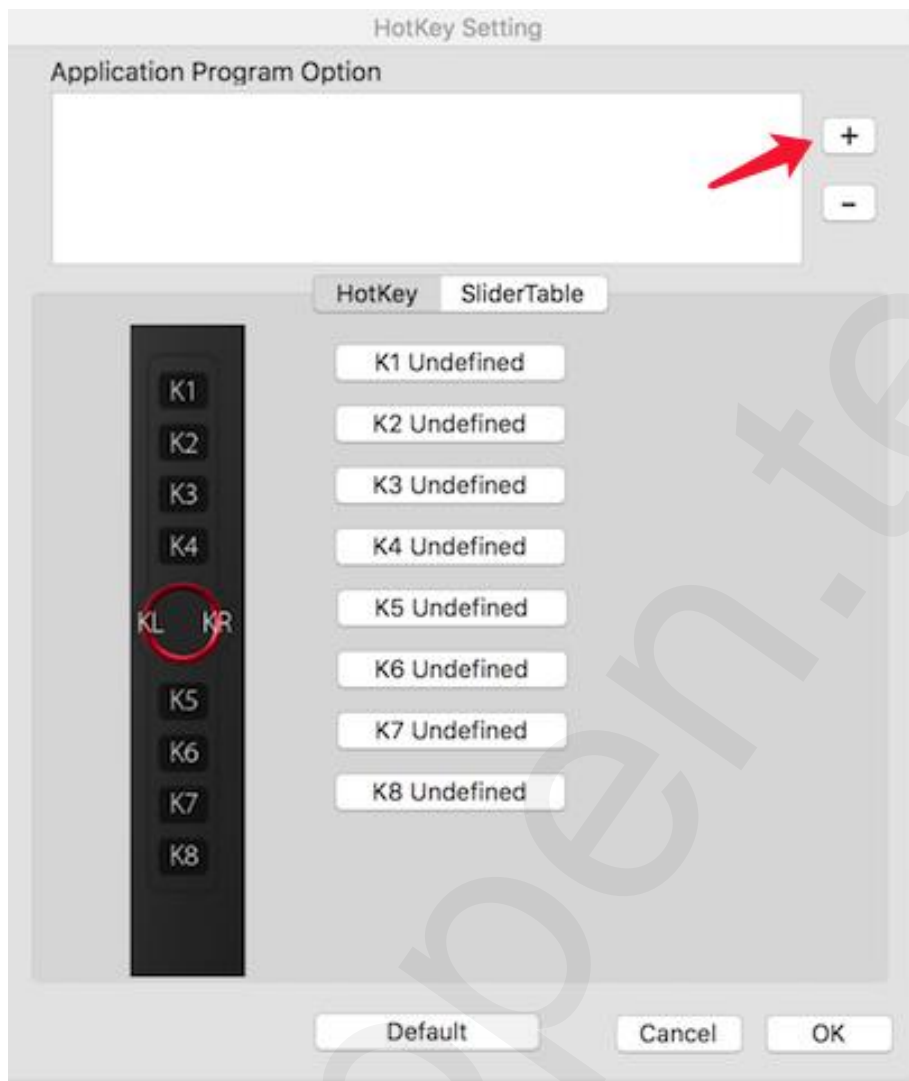 HotKey Setting
Application Program Option
+
-
HotKey SliderTable
K1 K1 Undefined
K2 K2 Undefined
K3 K3 Undefined
K4 K4 Undefined
KL KR K5 Undefined
K6 Undefined
K5 K7 Undefined
K6
K7 K8 Undefined
K8
Default Cancel OK